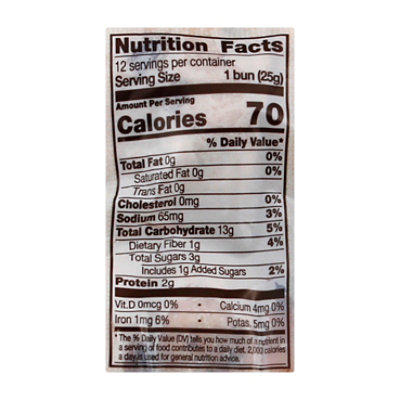 Nutrition Facts
12 servings per container
Serving Size 1 bun (25g)
Amount Per Serving
Calories 70
% Daily Value*
Total Fat 0g 0%
Saturated Fat 0g 0%
Trans Fat 0g
Cholesterol 0mg 0%
Sodium 65mg 3%
Total Carbohydrate 13g 5%
Dietary Fiber 1g 4%
Total Sugars 3g
Includes 1g Added Sugars 2%
Protein 2g
Vit.D 0mcg 0% • Calcium 4mg 0%
Iron 1mg 6% • Potas. 5mg 0%
*The % Daily Value (DV) tells you how much of a nutrient in
a serving of food contributes to a daily diet. 2,000 calories
a day is used for general nutrition advice.